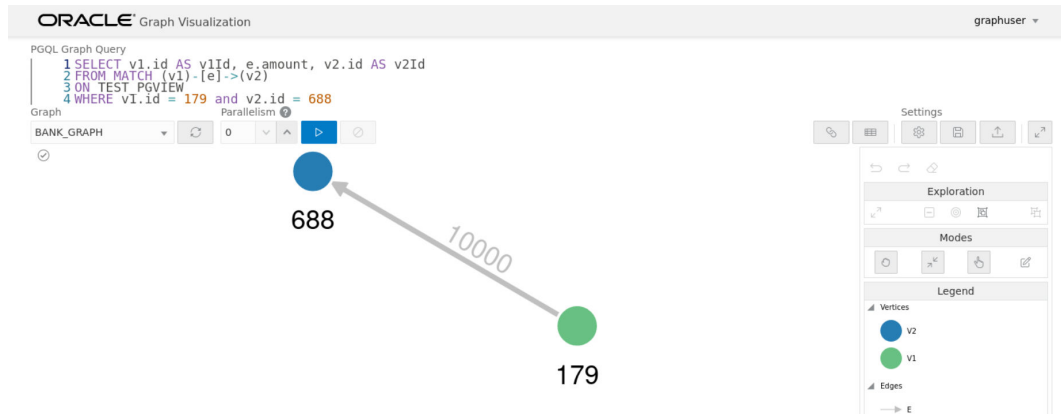 ORACLE® Graph Visualization
graphuser
PGQL Graph Query
1 SELECT v1.id AS v1Id, e.amount, v2.id AS v2Id
2 FROM MATCH (v1)-[e]->(v2)
3 ON TEST_PGVIEW
4 WHERE v1.id = 179 and v2.id = 688
Graph Parallelism ? Settings
BANK_GRAPH 0
688
10000
179
Exploration
Modes
Legend
Vertices
V2
V1
Edges
E